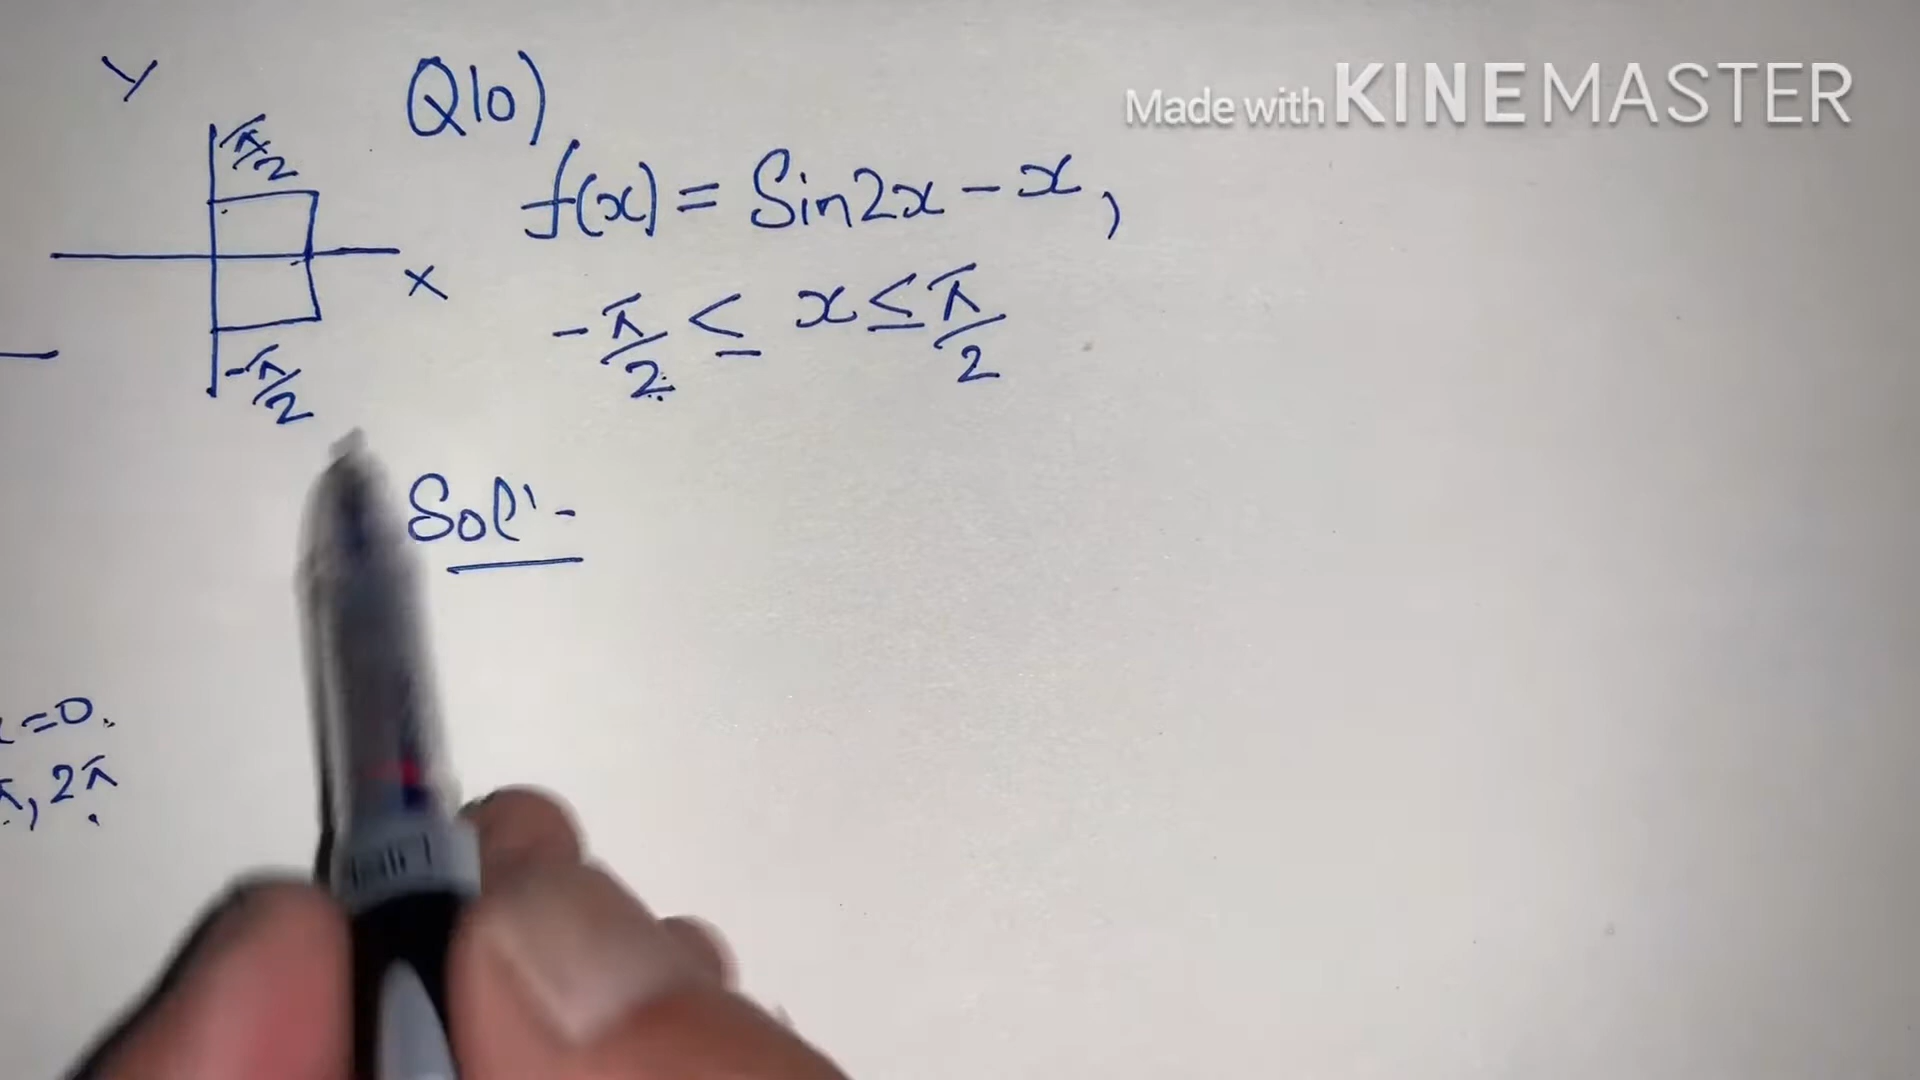 Made with KINEMASTER
Y
π/2
X
-π/2
Q10)
f(x) = Sin2x - x,
-π/2 ≤ x ≤ π/2
Sol:-
=0.
, 2π